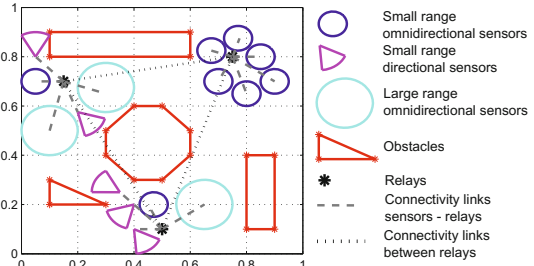 1
0.8
0.6
0.4
0.2
0
0
0.2
0.4
0.6
0.8
1
Small range
omnidirectional sensors
Small range
directional sensors
Large range
omnidirectional sensors
Obstacles
Relays
Connectivity links
sensors - relays
Connectivity links
between relays